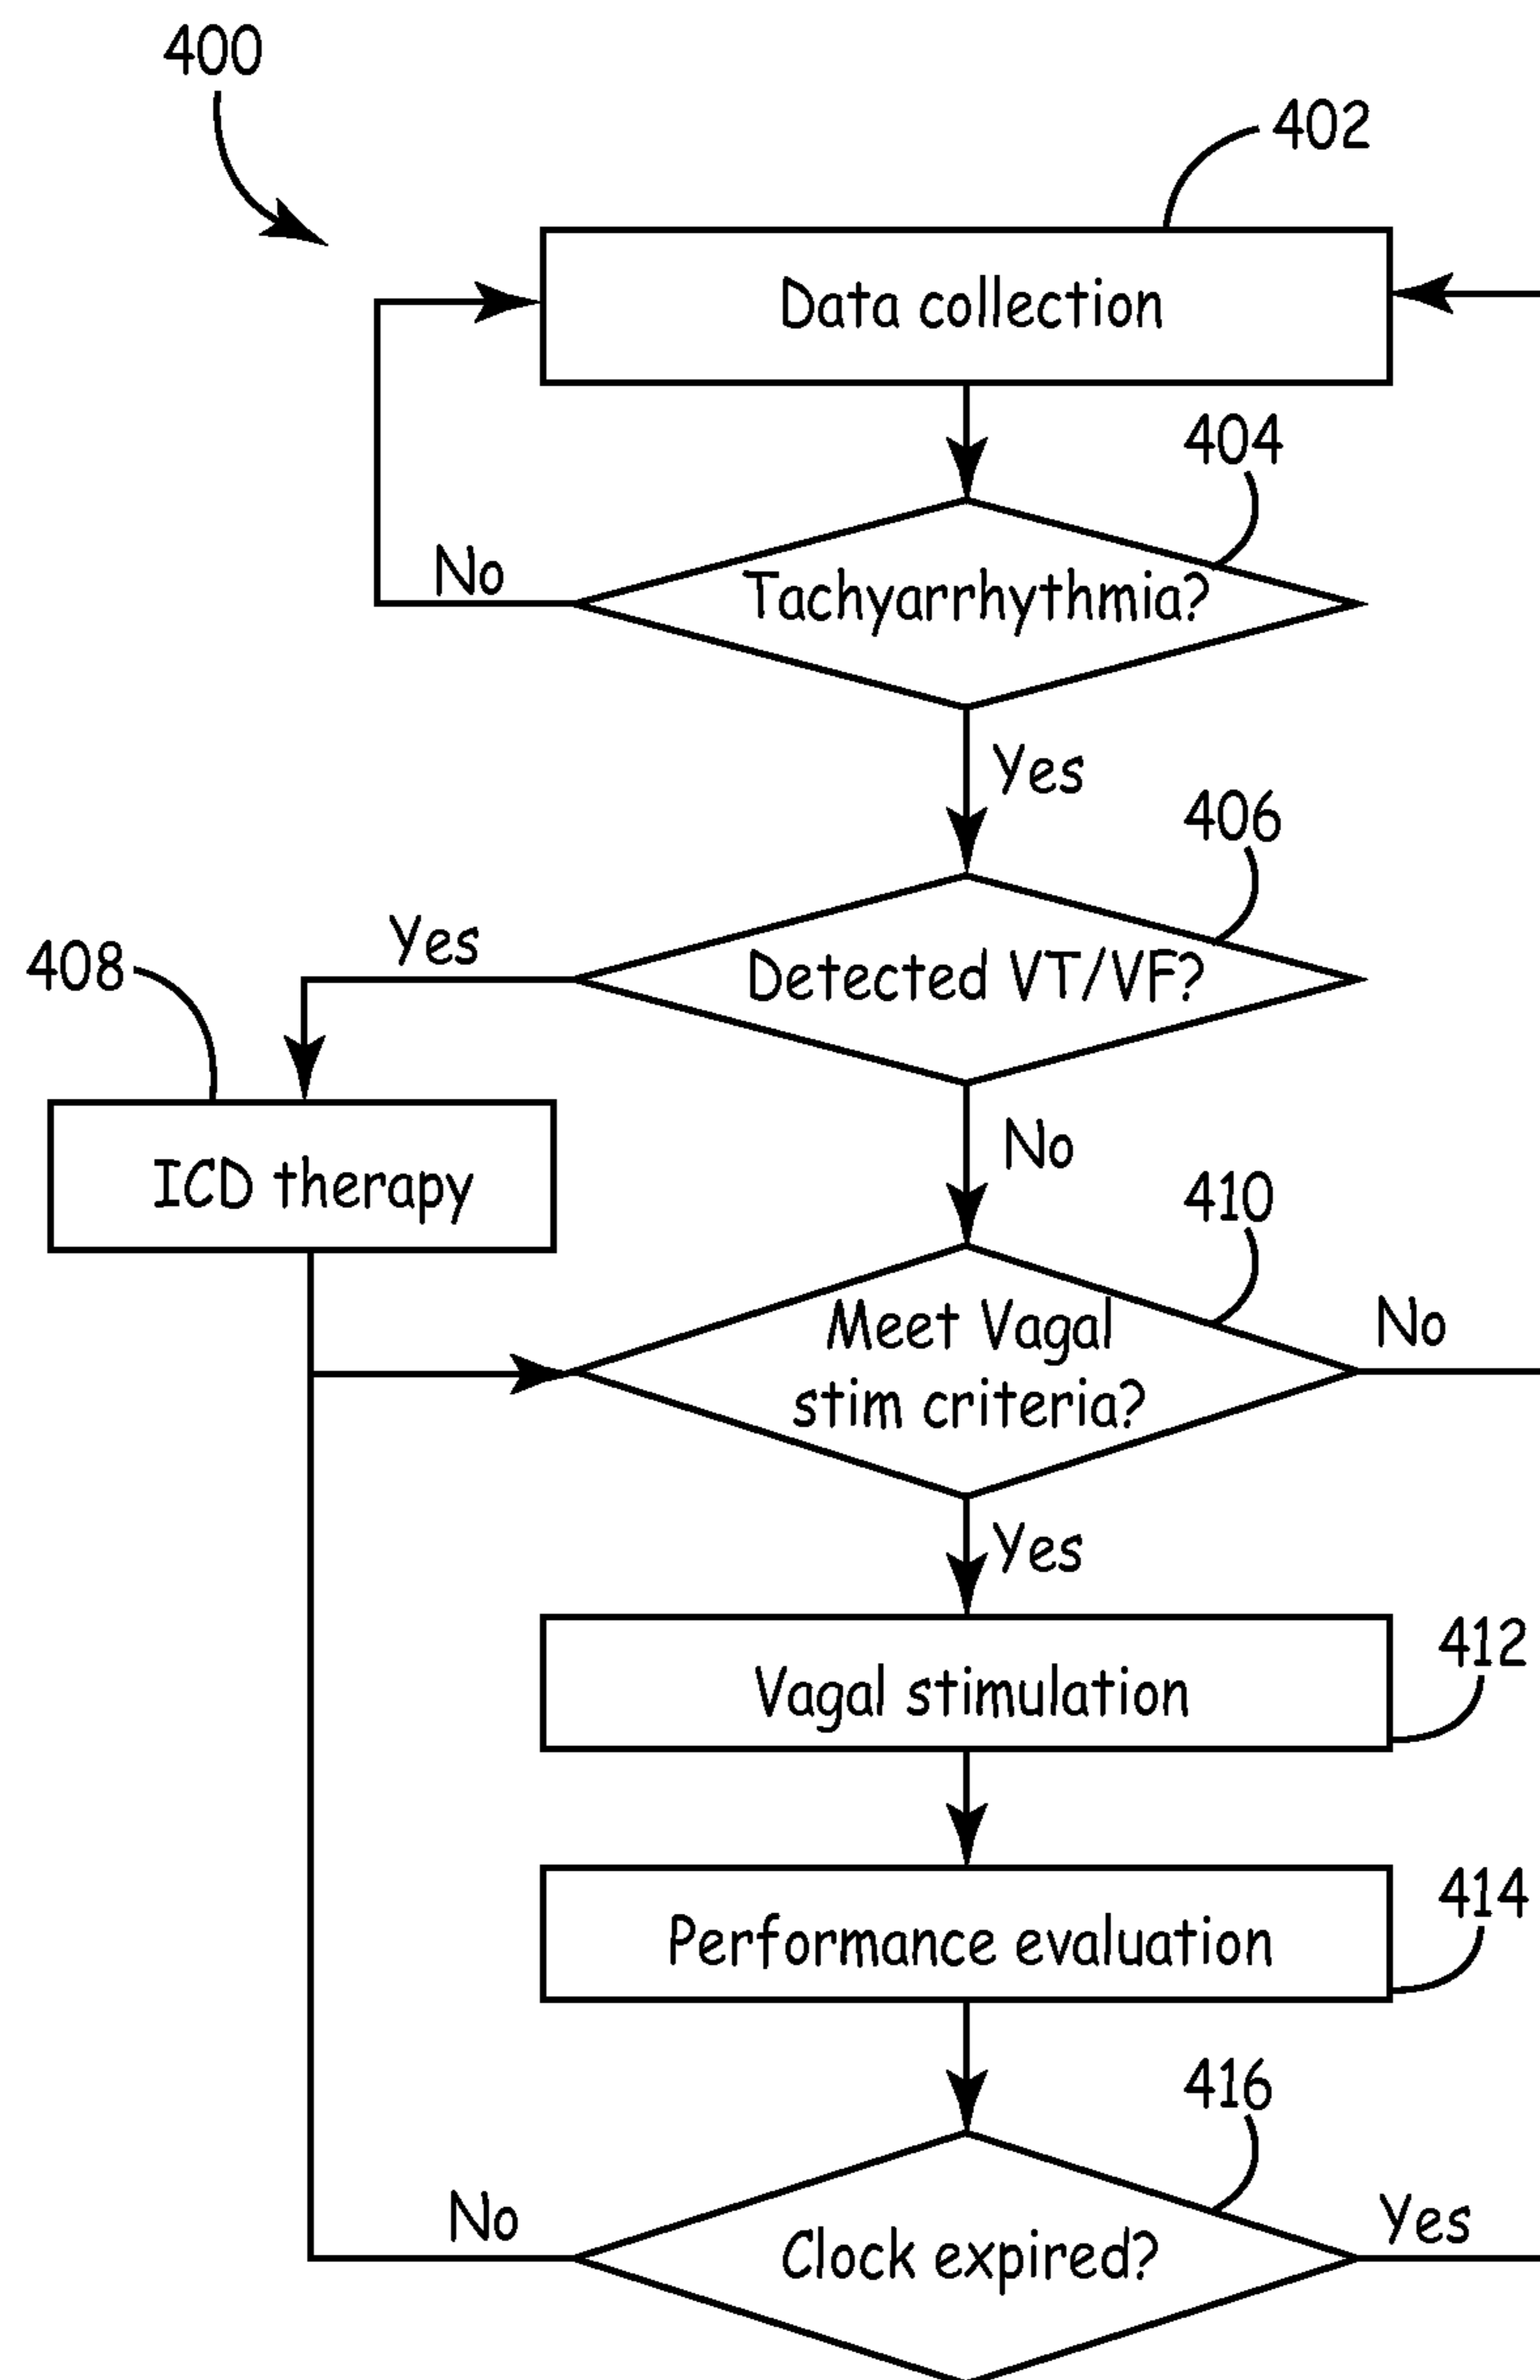 400
402
Data collection
404
No
Tachyarrhythmia?
Yes
406
Yes
408
Detected VT/VF?
No
ICD therapy
410
Meet Vagal
No
stim criteria?
Yes
412
Vagal stimulation
414
Performance evaluation
416
No
Yes
Clock expired?